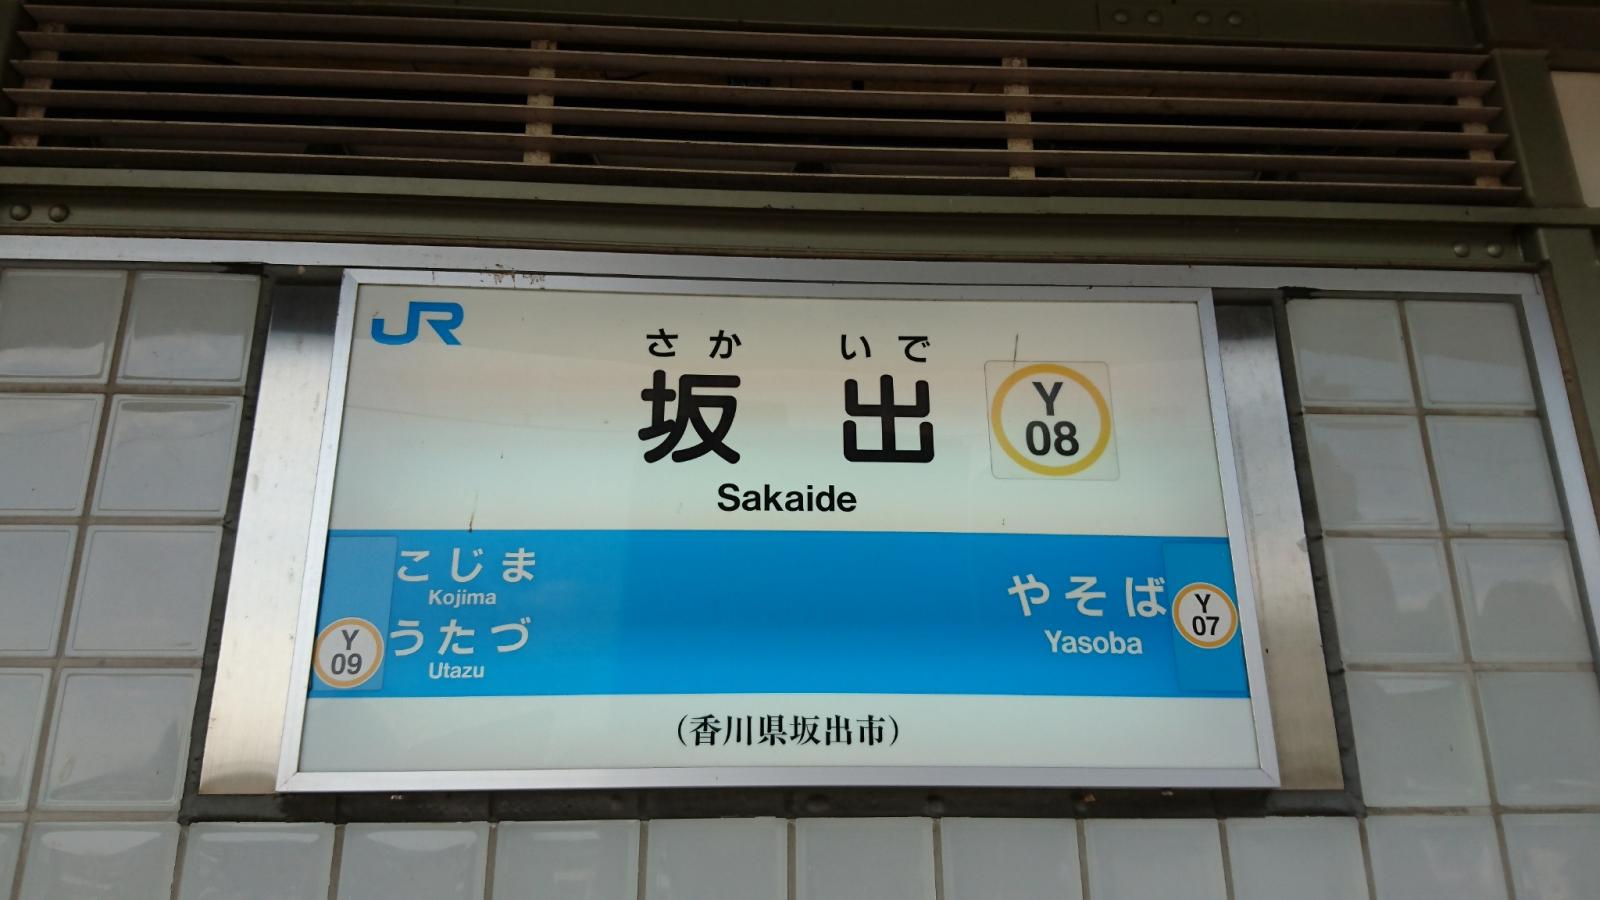 JR
さか いで
坂 出
Y
08
Sakaide
こじま
Kojima
Y
09
うたづ
Utazu
やそば
Yasoba
Y
07
(香川県坂出市)